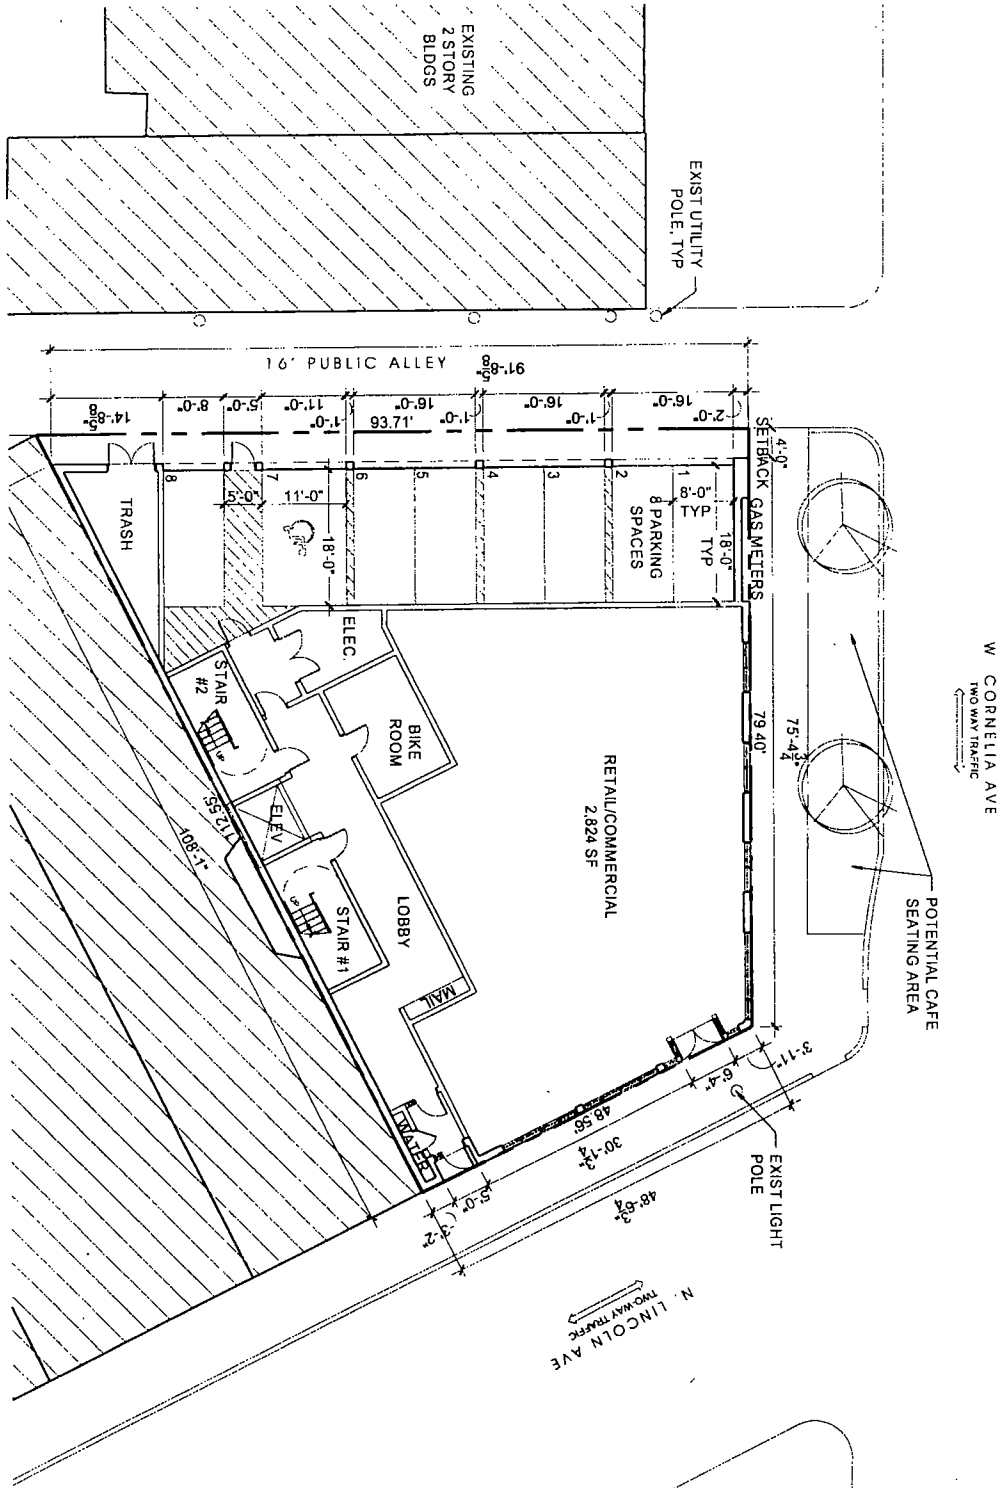 EXISTING
2 STORY
BLDGS
EXIST UTILITY
POLE, TYP
16' PUBLIC ALLEY
91'-8 5/8"
14'-8 5/8"
8'-0"
5'-0"
11'-0"
1'-0"
16'-0"
1'-0"
16'-0"
1'-0"
16'-0"
2'-0"
93.71'
4'-0"
SETBACK
GAS METERS
TRASH
8
7
6
5
4
3
2
1
5'-0"
11'-0"
18'-0"
8'-0"
TYP
18'-0"
TYP
8 PARKING
SPACES
ELEC.
STAIR
#2
UP
BIKE
ROOM
ELEV
STAIR #1
UP
LOBBY
MAIL
WATER
RETAIL/COMMERCIAL
2,824 SF
79.40'
75'-4 3/4"
112.55'
108'-1"
W CORNELIA AVE
TWO WAY TRAFFIC
POTENTIAL CAFE
SEATING AREA
3'-11"
6'-4"
48.56'
30'-1 3/4"
48'-6 3/4"
5'-0"
3'-2"
EXIST LIGHT
POLE
N. LINCOLN AVE
TWO-WAY TRAFFIC